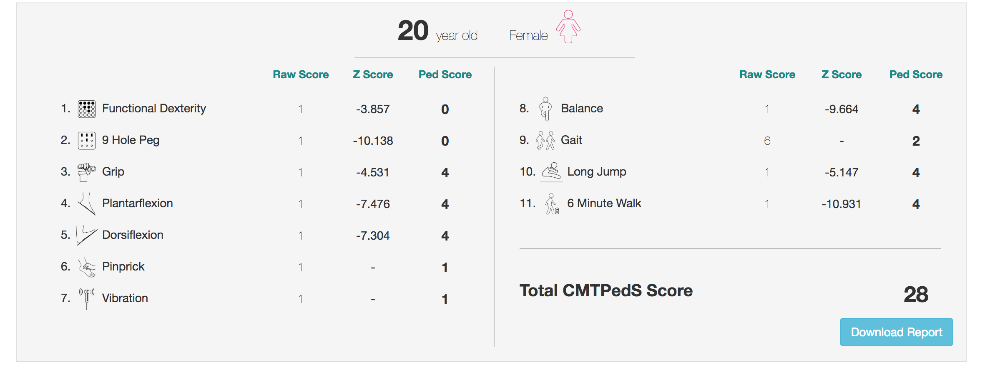 20 year old Female
Raw Score Z Score Ped Score
1. Functional Dexterity 1 -3.857 0
2. 9 Hole Peg 1 -10.138 0
3. Grip 1 -4.531 4
4. Plantarflexion 1 -7.476 4
5. Dorsiflexion 1 -7.304 4
6. Pinprick 1 - 1
7. Vibration 1 - 1
Raw Score Z Score Ped Score
8. Balance 1 -9.664 4
9. Gait 6 - 2
10. Long Jump 1 -5.147 4
11. 6 6 Minute Walk 1 -10.931 4
Total CMTPedS Score 28
Download Report